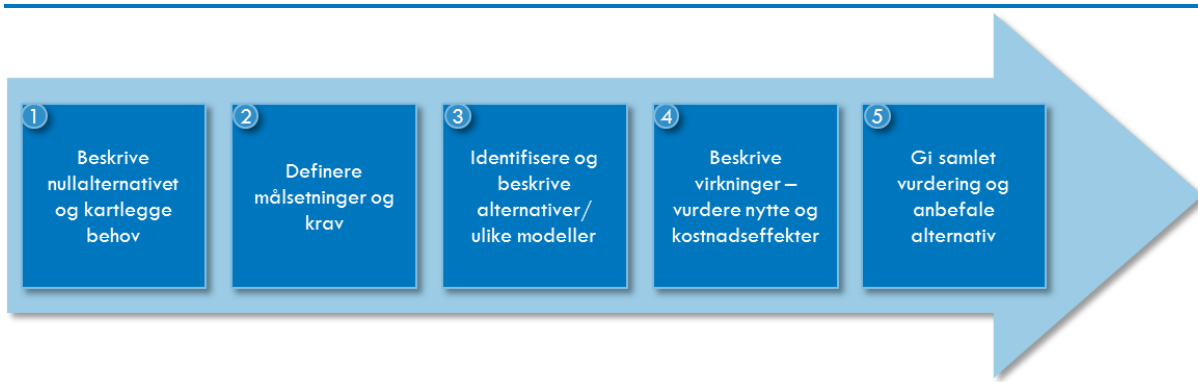 1
Beskrive
nullalternativet
og kartlegge
behov
2
Definere
målsetninger og
krav
3
Identifisere og
beskrive
alternativer/
ulike modeller
4
Beskrive
virkninger –
vurdere nytte og
kostnadseffekter
5
Gi samlet
vurdering og
anbefale
alternativ